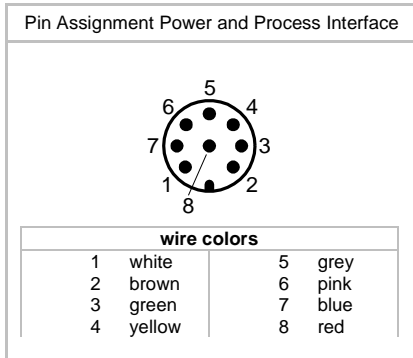 Pin Assignment Power and Process Interface
5
6 4
7 3
1 2
8
wire colors
1 white 5 grey
2 brown 6 pink
3 green 7 blue
4 yellow 8 red